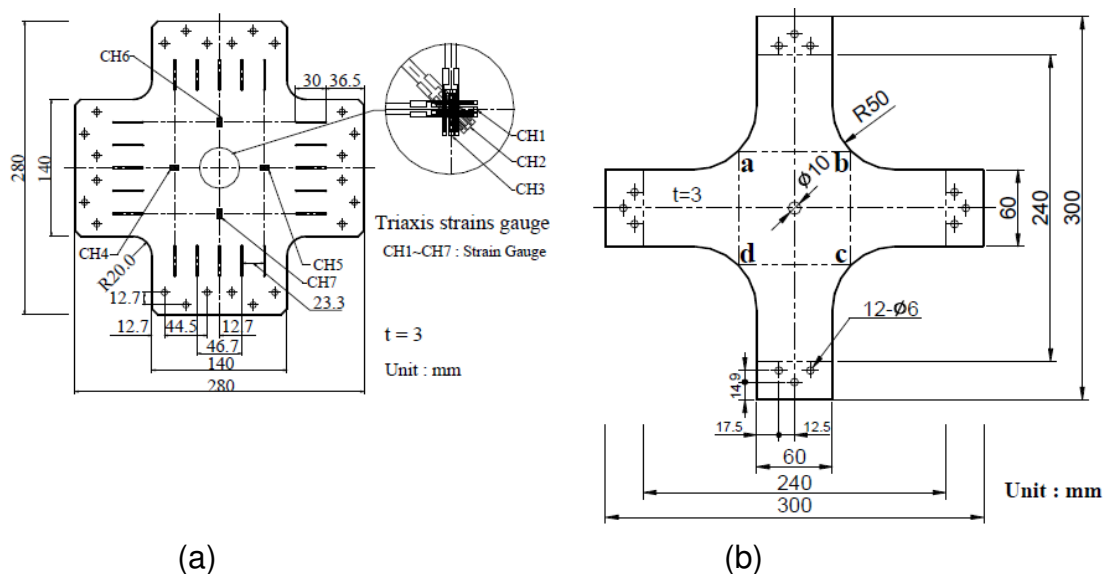 CH6
30
36.5
CH1
CH2
CH3
280
140
Triaxis strains gauge
CH1~CH7 : Strain Gauge
CH4
CH5
CH7
R20.0
12.7
23.3
12.7
44.5
12.7
46.7
140
280
t = 3
Unit : mm
(a)
R50
a
b
ø10
t=3
60
240
300
d
c
12-ø6
14.9
17.5
12.5
60
240
300
Unit : mm
(b)